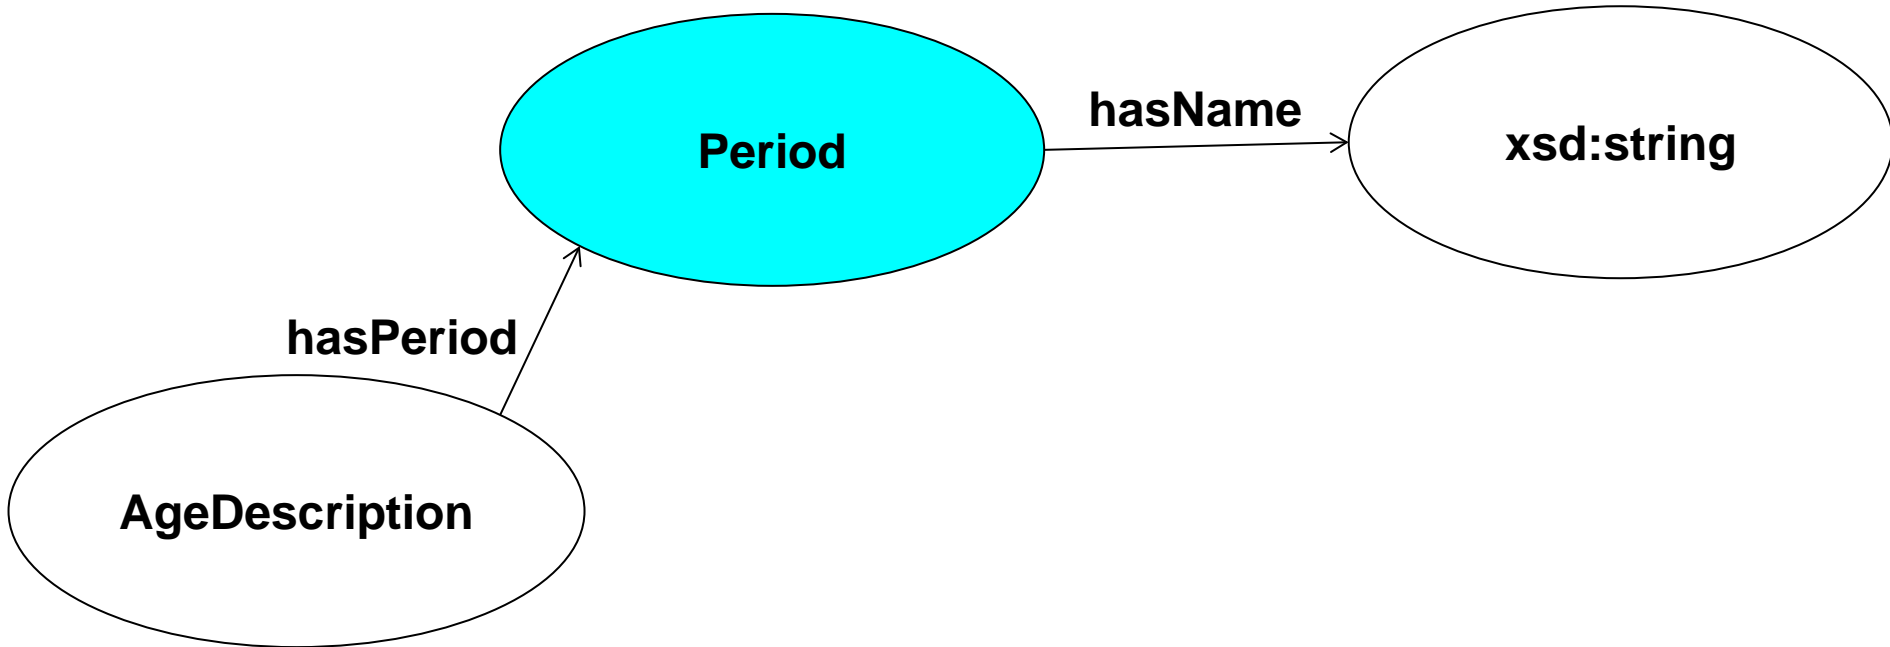 hasName
Period
xsd:string
hasPeriod
AgeDescription